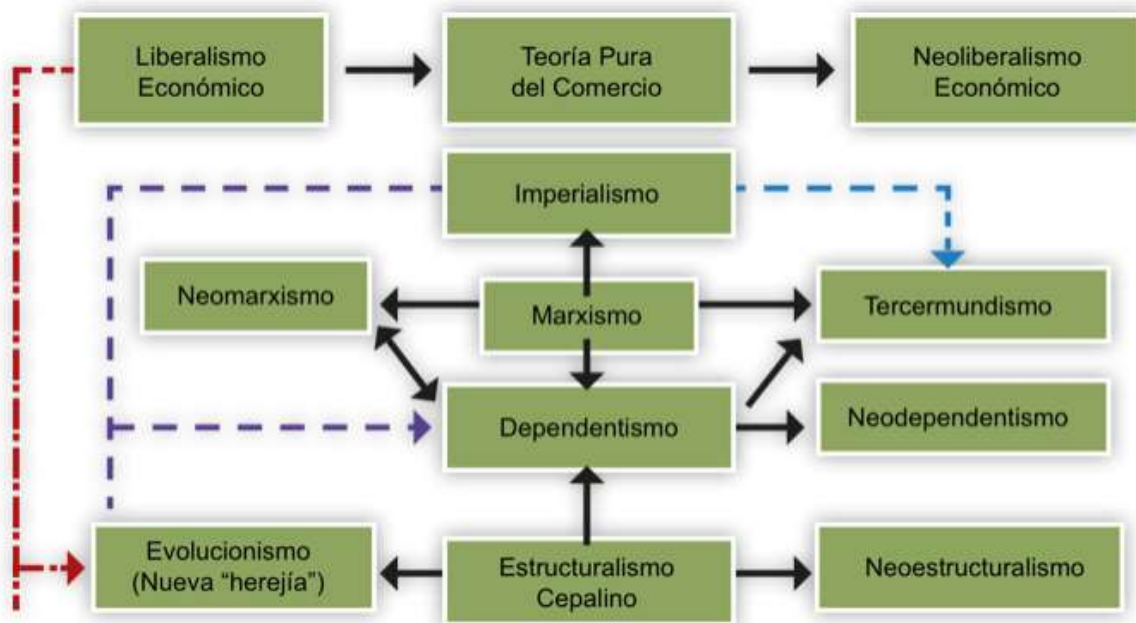 Liberalismo
Económico
Teoría Pura
del Comercio
Neoliberalismo
Económico
Imperialismo
Neomarxismo
Marxismo
Tercermundismo
Dependentismo
Neodependentismo
Evolucionismo
(Nueva “herejía”)
Estructuralismo
Cepalino
Neoestructuralismo